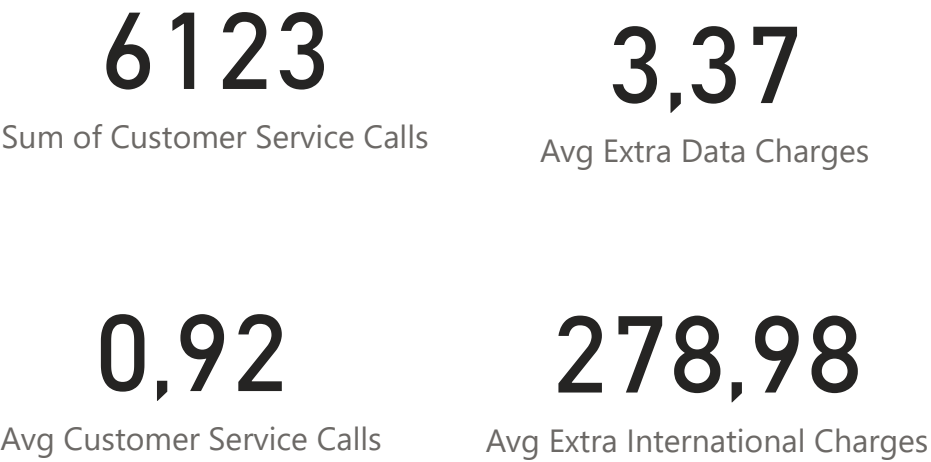 6123
Sum of Customer Service Calls
3,37
Avg Extra Data Charges
0,92
Avg Customer Service Calls
278,98
Avg Extra International Charges